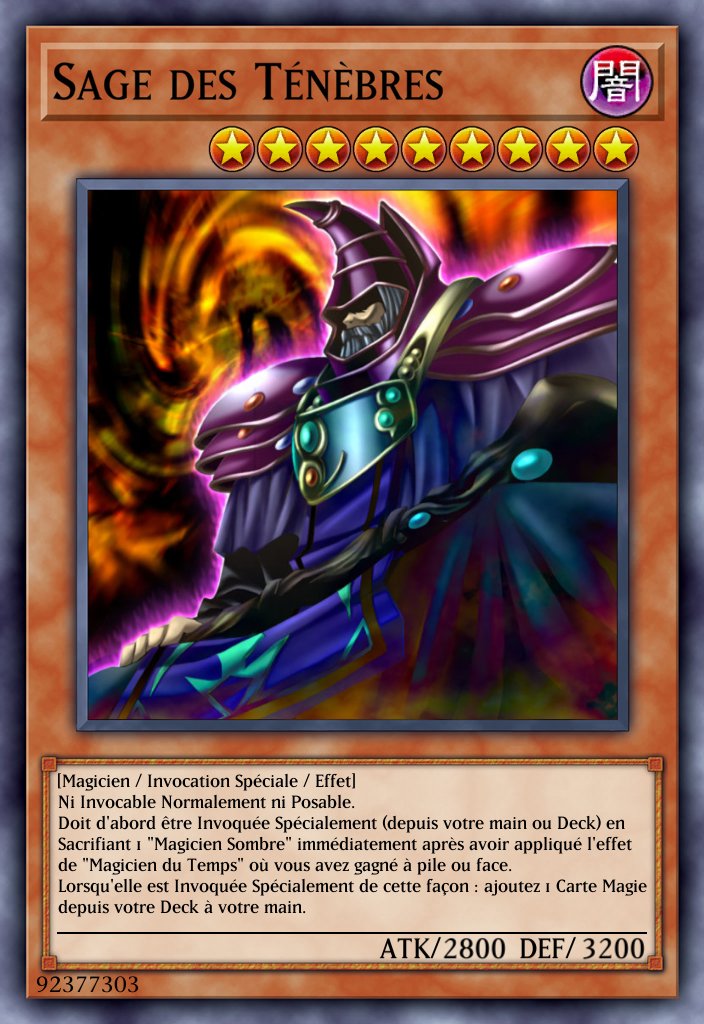 Sage des Ténèbres
闇
[Magicien / Invocation Spéciale / Effet]
Ni Invocable Normalement ni Posable.
Doit d'abord être Invoquée Spécialement (depuis votre main ou Deck) en
Sacrifiant 1 "Magicien Sombre" immédiatement après avoir appliqué l'effet
de "Magicien du Temps" où vous avez gagné à pile ou face.
Lorsqu'elle est Invoquée Spécialement de cette façon : ajoutez 1 Carte Magie
depuis votre Deck à votre main.
ATK/2800 DEF/3200
92377303